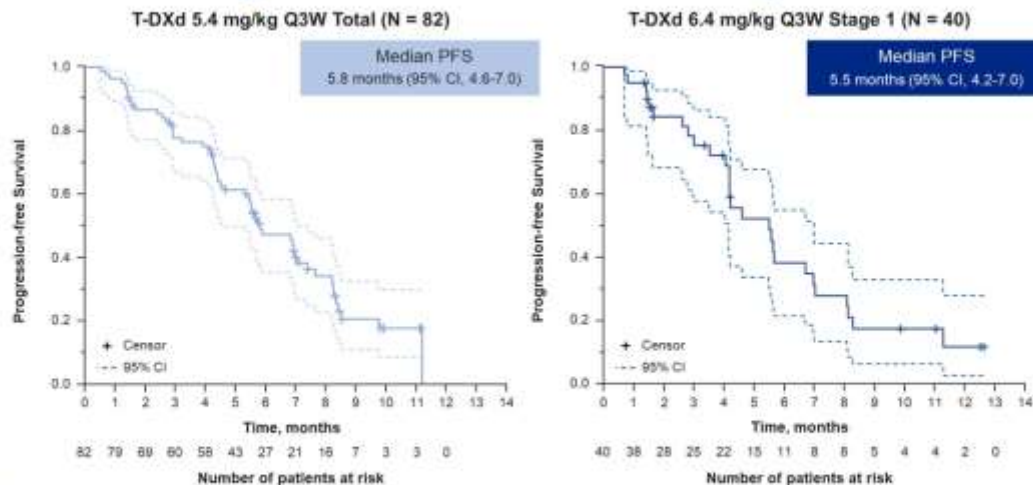 T-DXd 5.4 mg/kg Q3W Total (N = 82)
Median PFS
5.8 months (95% CI, 4.6-7.0)
Progression-free Survival
1.0
0.8
0.6
0.4
0.2
0.0
Censor
95% CI
0 1 2 3 4 5 6 7 8 9 10 11 12 13 14
Time, months
82 79 69 60 58 43 27 21 16 7 3 3 0
Number of patients at risk
T-DXd 6.4 mg/kg Q3W Stage 1 (N = 40)
Median PFS
5.5 months (95% CI, 4.2-7.0)
Progression-free Survival
1.0
0.8
0.6
0.4
0.2
0.0
Censor
95% CI
0 1 2 3 4 5 6 7 8 9 10 11 12 13 14
Time, months
40 38 28 25 22 15 11 8 8 5 4 4 2 0
Number of patients at risk